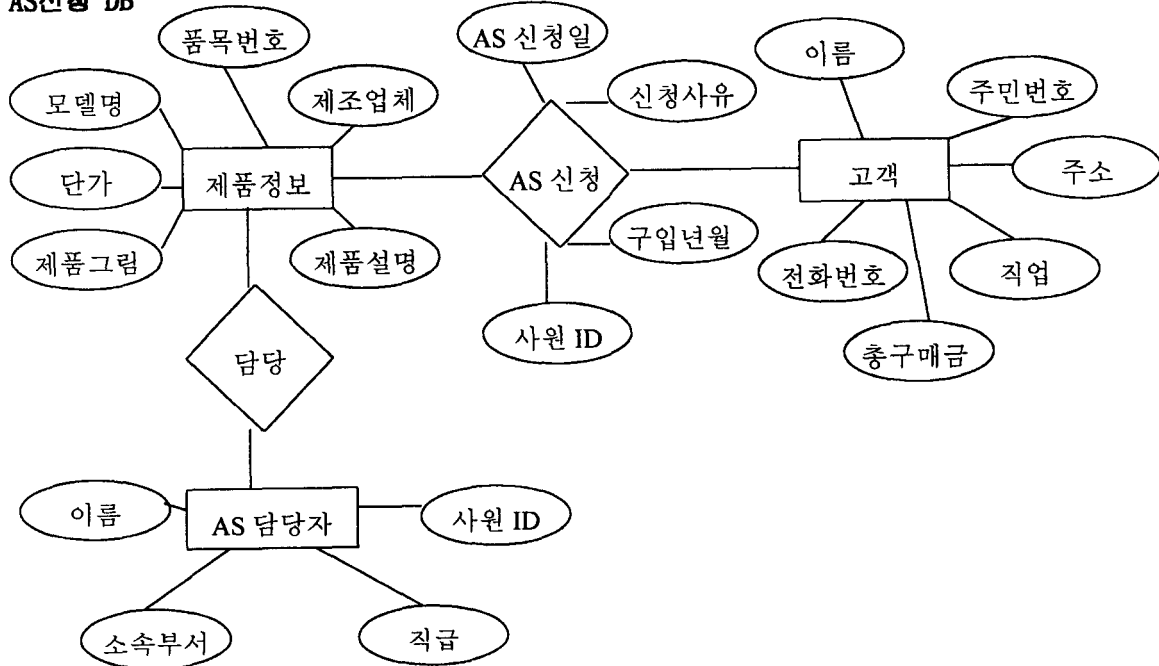 AS신청 DB
품목번호
AS 신청일
이름
모델명
제조업체
신청사유
주민번호
단가
제품정보
AS 신청
고객
주소
제품그림
제품설명
구입년월
전화번호
직업
사원 ID
총구매금
담당
이름
AS 담당자
사원 ID
소속부서
직급